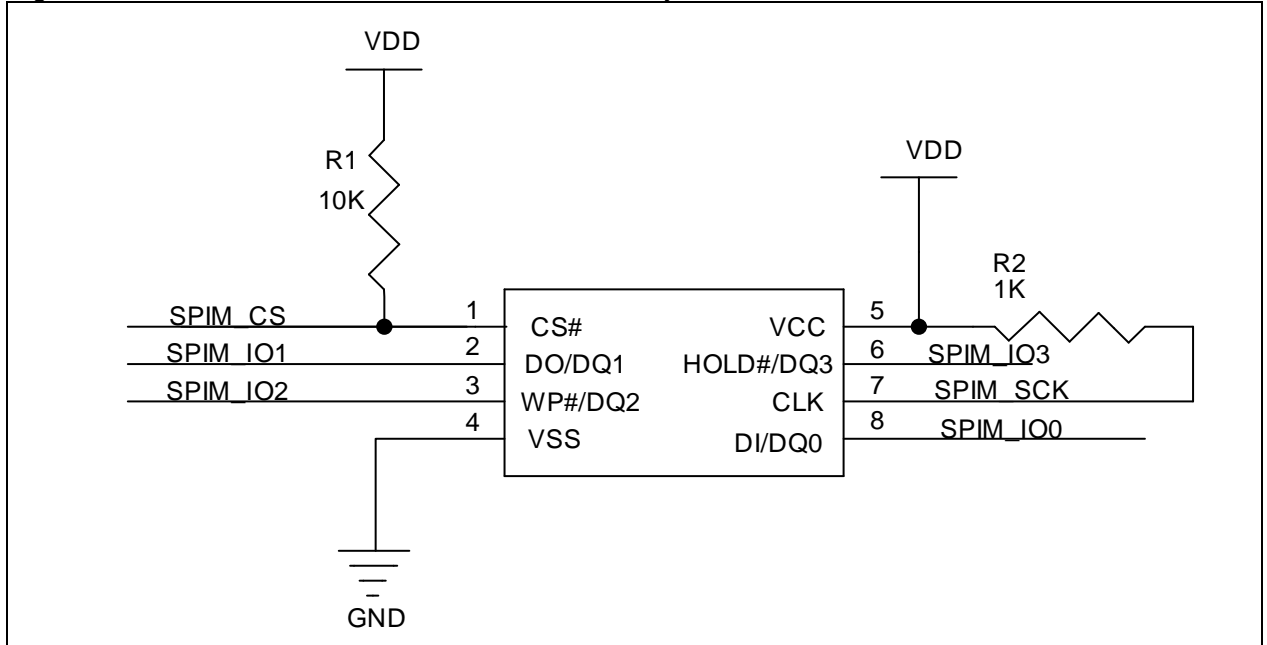 VDD
R1
10K
VDD
R2
1K
SPIM_CS
1
CS#
VCC
5
SPIM_IO1
2
DO/DQ1
HOLD#/DQ3
6
SPIM_IO3
SPIM_IO2
3
WP#/DQ2
CLK
7
SPIM_SCK
4
VSS
DI/DQ0
8
SPIM_IO0
GND